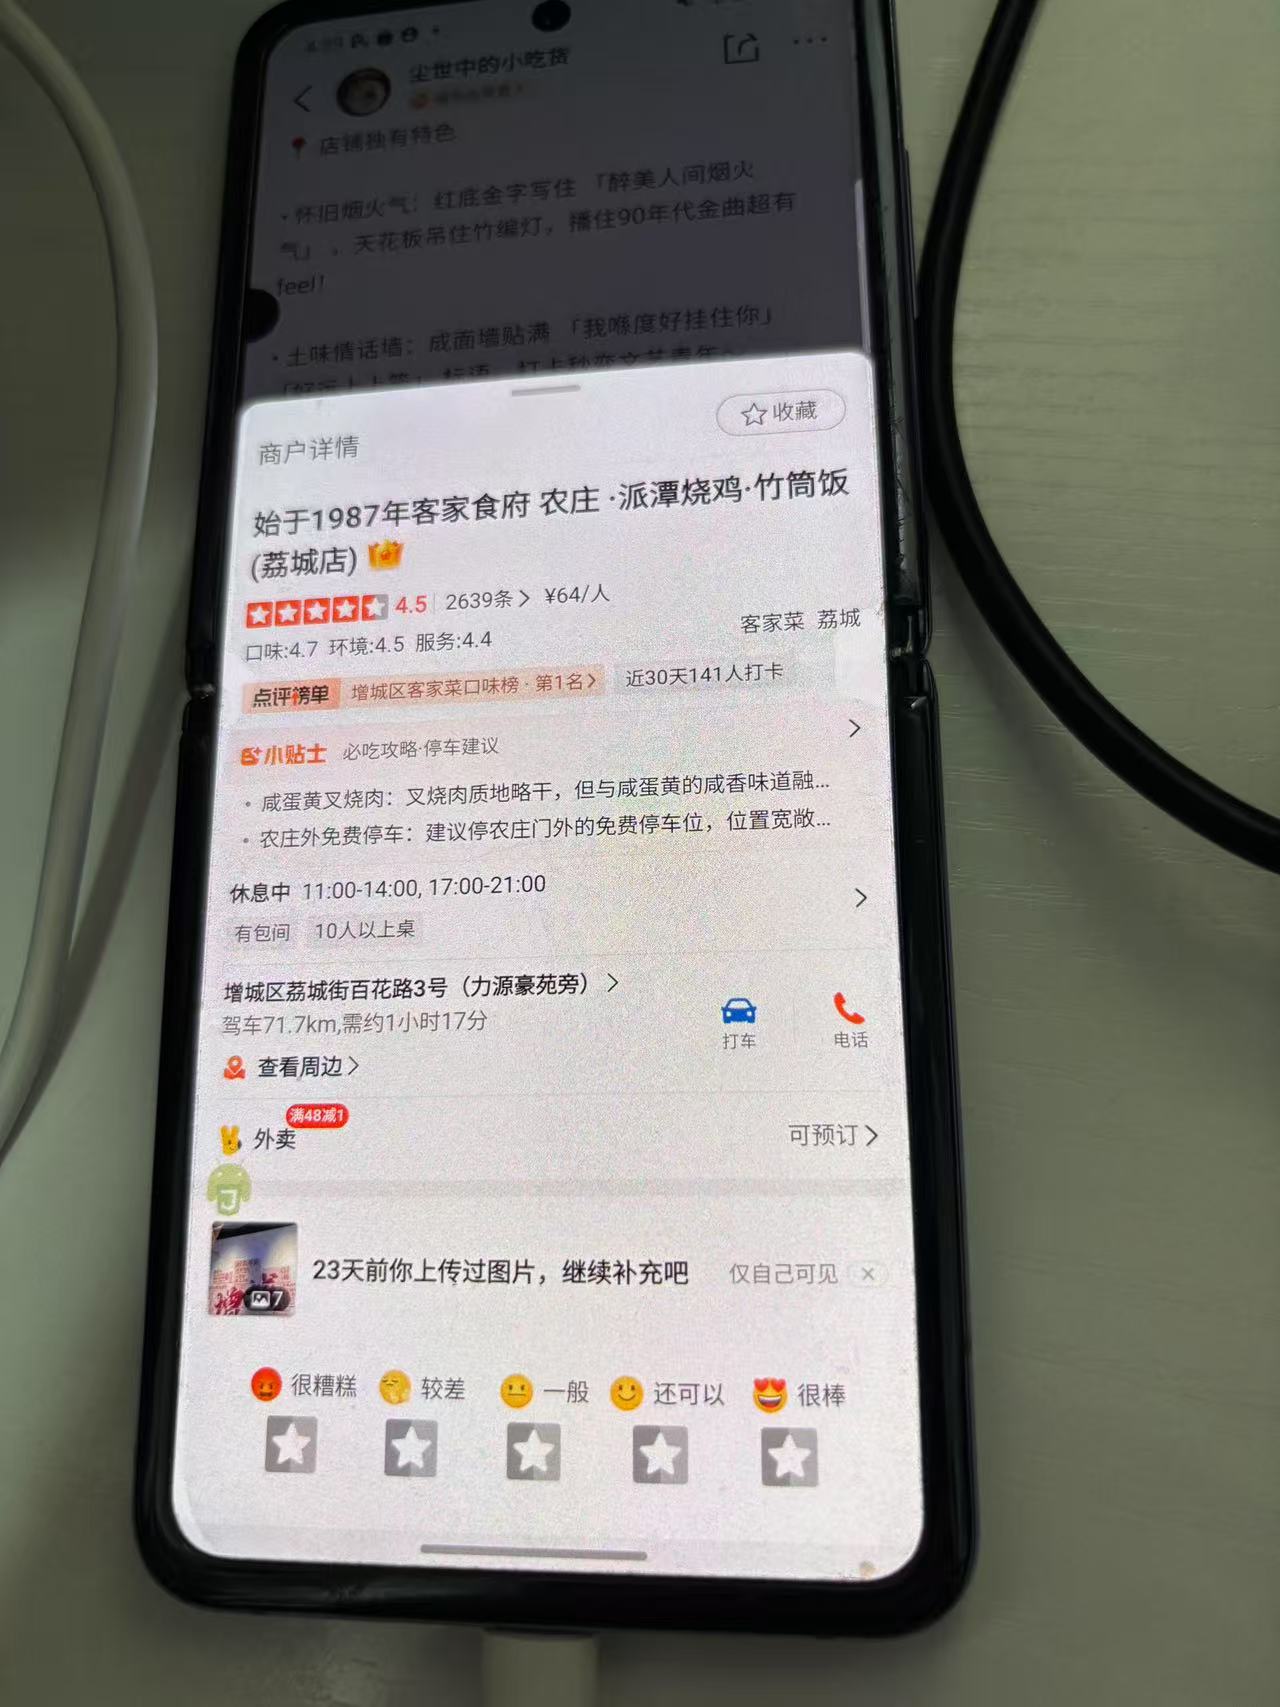 尘世中的小吃货
店铺独有特色
·怀旧烟火气：红底金字写住「醉美人间烟火
气」，天花板吊住竹编灯，播住90年代金曲超有
feel！
·土味情话墙：成面墙贴满「我喺度好挂住你」
商户详情
收藏
始于1987年客家食府 农庄·派潭烧鸡·竹筒饭
(荔城店)
4.5 2639条 ¥64/人
口味:4.7 环境:4.5 服务:4.4
客家菜 荔城
点评榜单 增城区客家菜口味榜·第1名
近30天141人打卡
小贴士 必吃攻略·停车建议
·咸蛋黄叉烧肉：叉烧肉质地略干，但与咸蛋黄的咸香味道融...
·农庄外免费停车：建议停农庄门外的免费停车位，位置宽敞...
休息中 11:00-14:00, 17:00-21:00
有包间 10人以上桌
增城区荔城街百花路3号（力源豪苑旁）
驾车71.7km,需约1小时17分
打车 电话
查看周边
满48减1
外卖
可预订
23天前你上传过图片，继续补充吧 仅自己可见
7
很糟糕 较差 一般 还可以 很棒